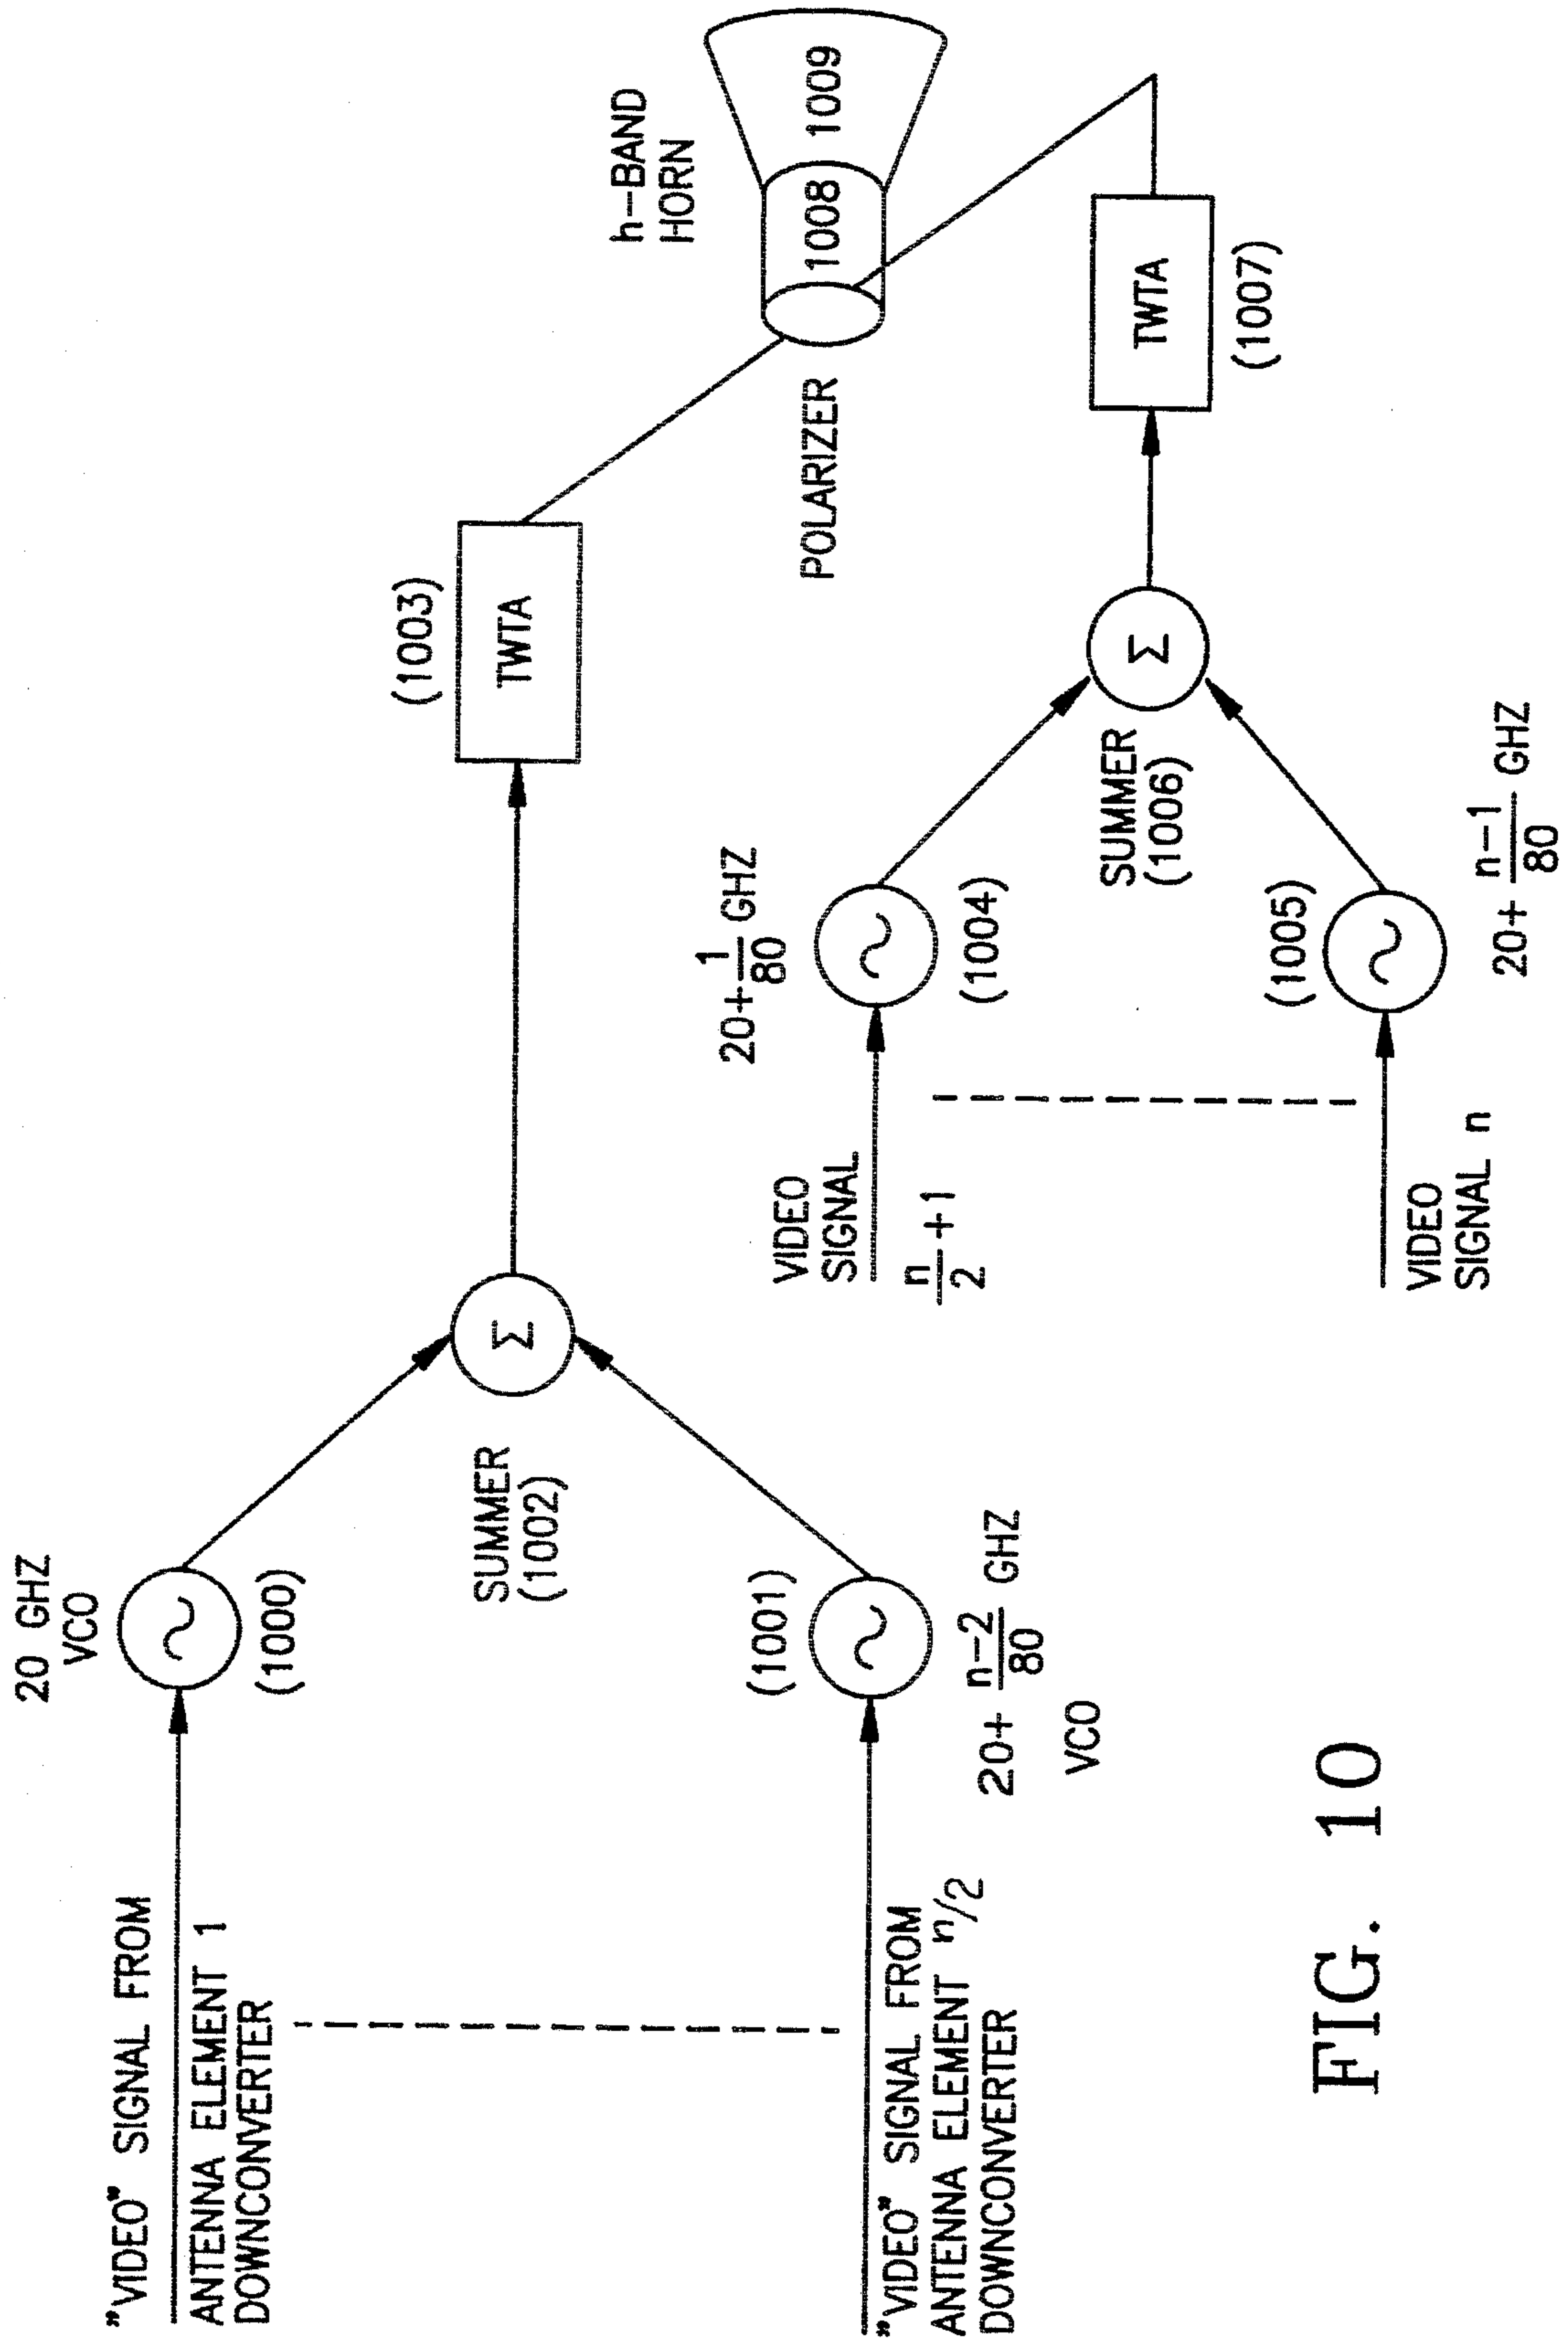 "VIDEO" SIGNAL FROM
ANTENNA ELEMENT 1
DOWNCONVERTER
20 GHZ
VCO
(1000)
"VIDEO" SIGNAL FROM
ANTENNA ELEMENT n/2
DOWNCONVERTER
(1001)
20+ n-2/80 GHZ
VCO
Σ
SUMMER
(1002)
(1003)
TWTA
h-BAND
HORN
1008 1009
POLARIZER
VIDEO
SIGNAL
n/2 +1
20+ 1/80 GHZ
(1004)
VIDEO
SIGNAL n
(1005)
20+ n-1/80 GHZ
SUMMER
(1006)
Σ
TWTA
(1007)
FIG. 10